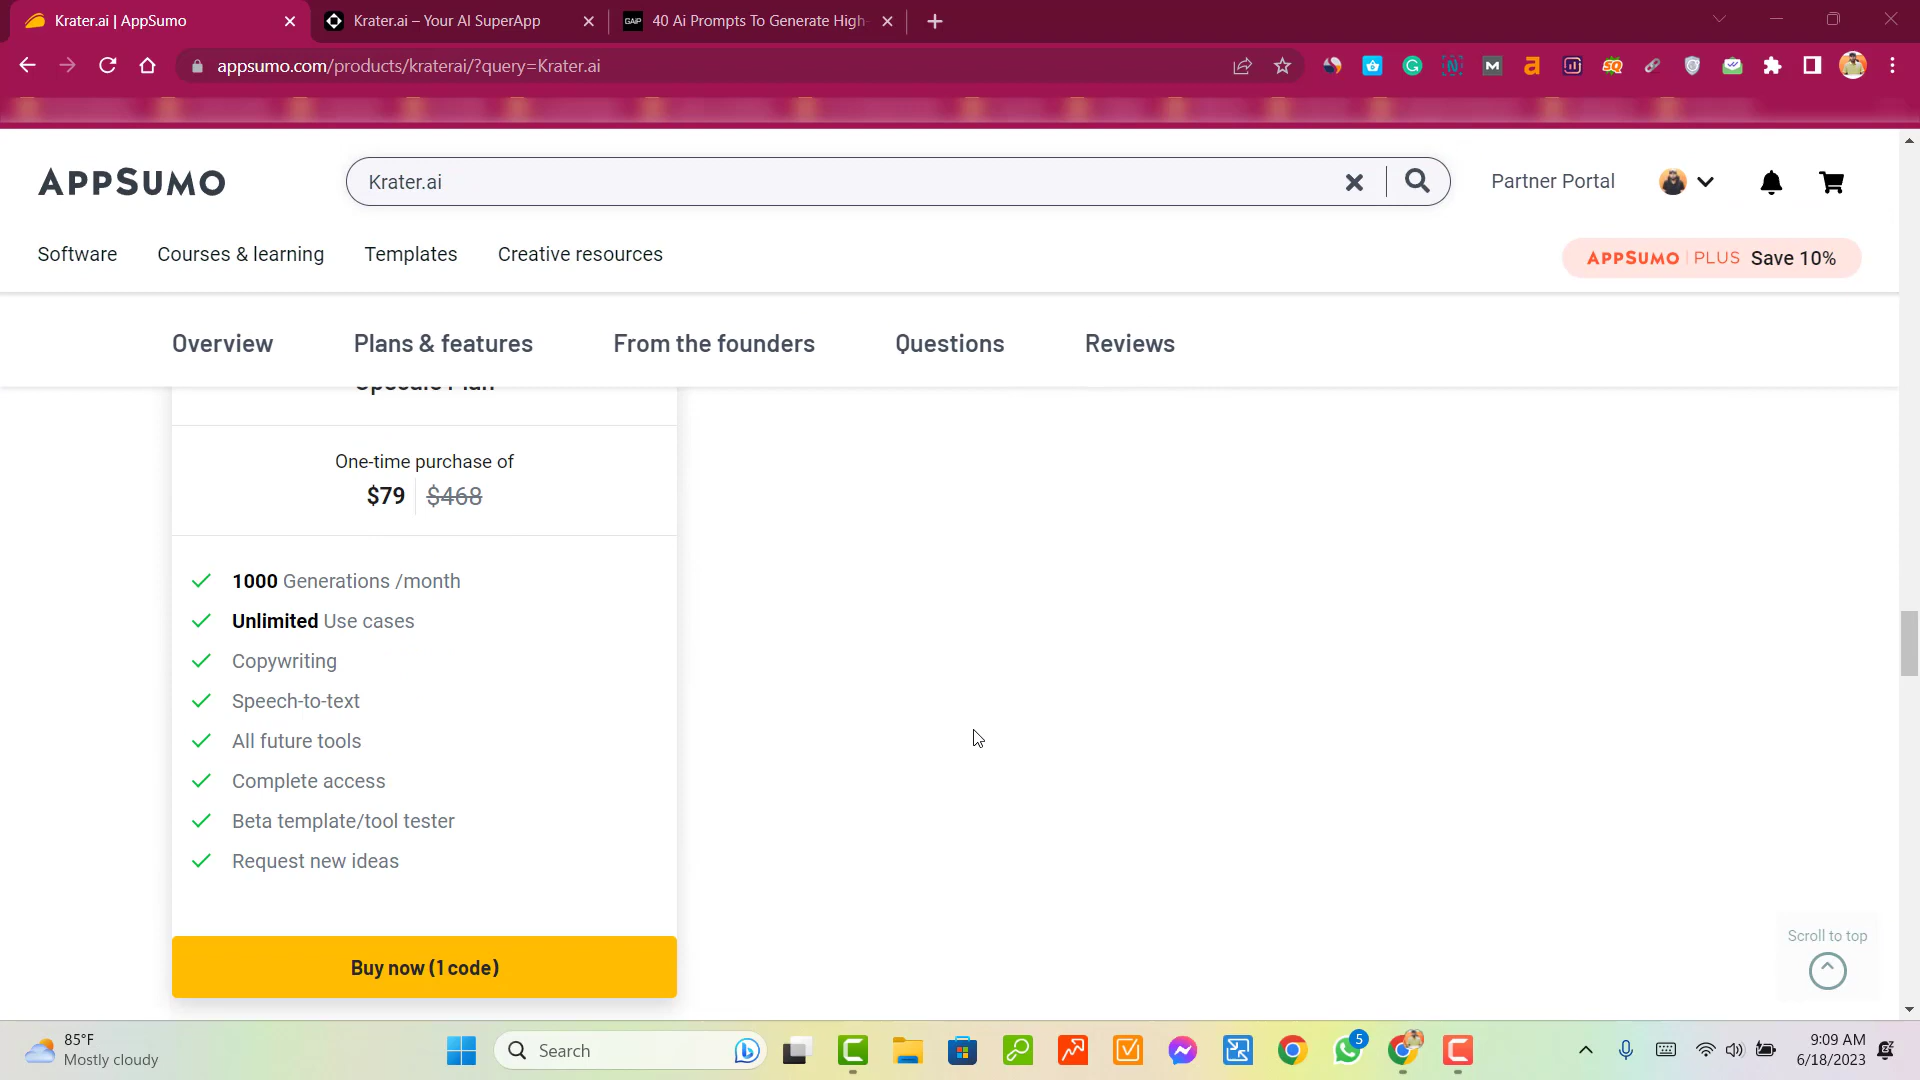 Krater.ai | AppSumo
Krater.ai – Your AI SuperApp
GAIP 40 Ai Prompts To Generate High-
appsumo.com/products/kraterai/?query=Krater.ai
APPSUMO
Krater.ai
Partner Portal
Software
Courses & learning
Templates
Creative resources
APPSUMO | PLUS Save 10%
Overview
Plans & features
From the founders
Questions
Reviews
One-time purchase of
$79 $468
1000 Generations /month
Unlimited Use cases
Copywriting
Speech-to-text
All future tools
Complete access
Beta template/tool tester
Request new ideas
Buy now (1 code)
Scroll to top
85°F
Mostly cloudy
Search
5
9:09 AM
6/18/2023